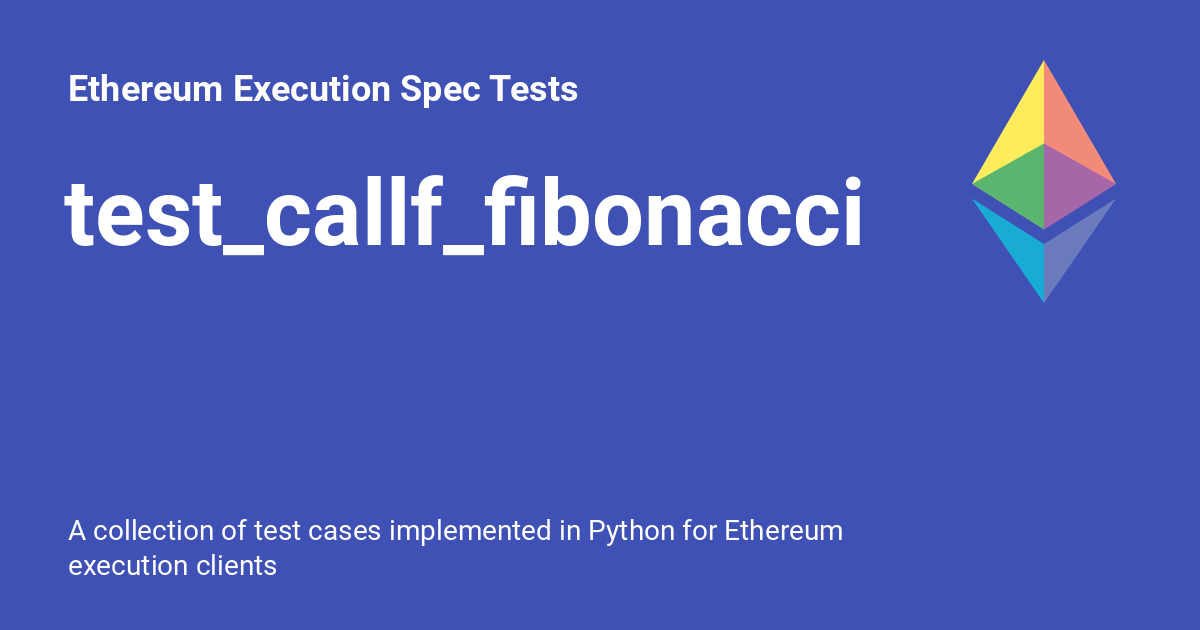 Ethereum Execution Spec Tests
test_callf_fibonacci
A collection of test cases implemented in Python for Ethereum
execution clients